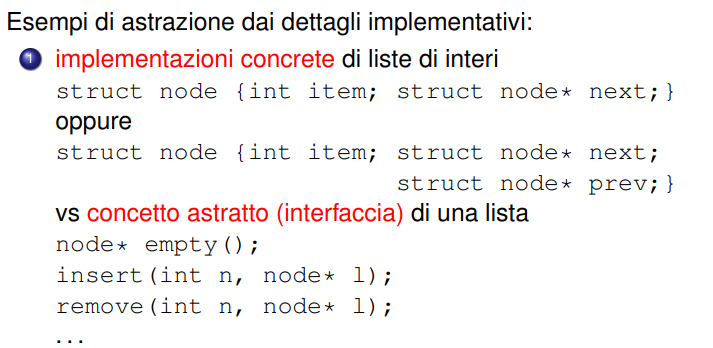 Esempi di astrazione dai dettagli implementativi:
1 implementazioni concrete di liste di interi
struct node {int item; struct node* next;}
oppure
struct node {int item; struct node* next;
struct node* prev;}
vs concetto astratto (interfaccia) di una lista
node* empty();
insert(int n, node* l);
remove(int n, node* l);
...